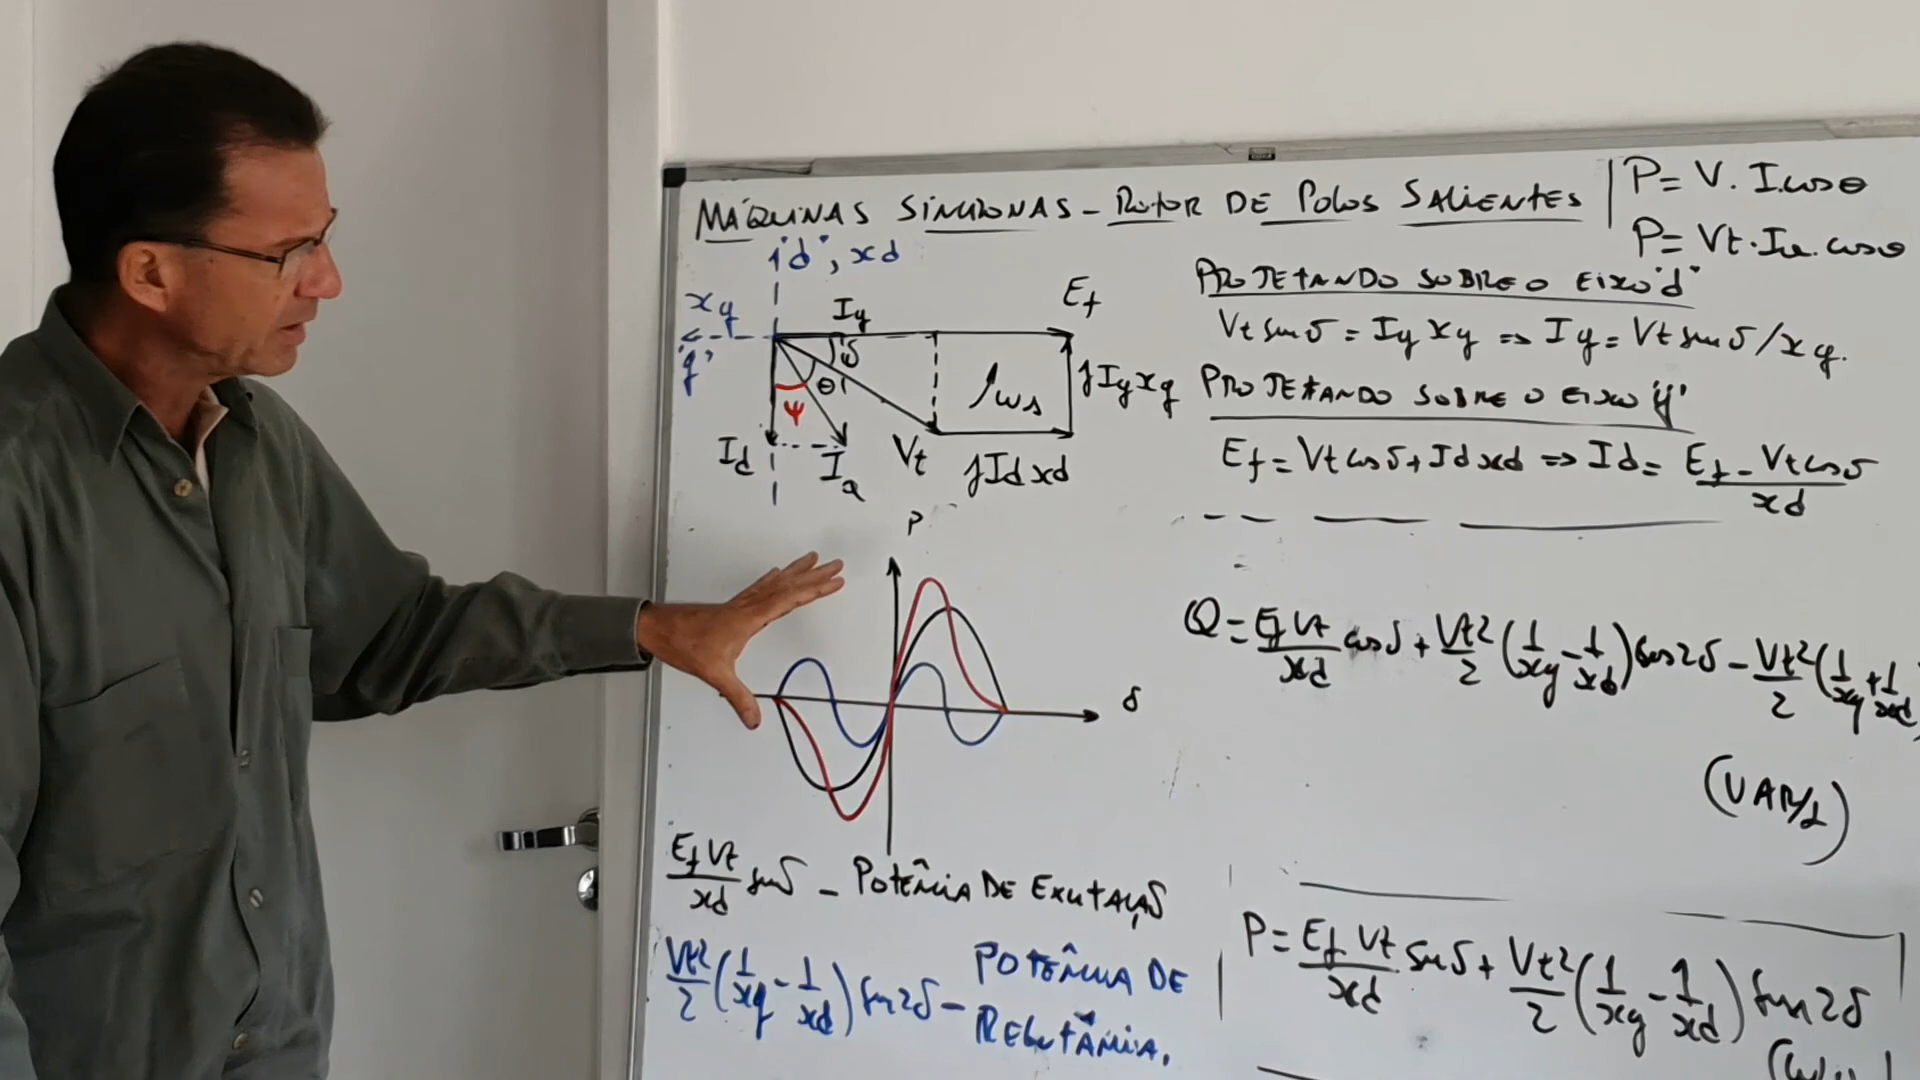 MÁQUINAS SÍNCRONAS - ROTOR DE POLOS SALIENTES
P = V. I. cos θ
P = Vt. Ia. cos θ
"d", xd
xq
"q"
Iq
Ef
δ
θ
ψ
Id
Ia
Vt
jIdxd
jIqxq
ωs
PROJETANDO SOBRE O EIXO "d"
Vt sen δ = Iq xq => Iq = Vt sen δ / xq.
PROJETANDO SOBRE O EIXO "q"
Ef = Vt cos δ + Id xd => Id = Ef - Vt cos δ / xd
P
δ
Q = Ef Vt / xd cos δ + Vt² / 2 (1/xq - 1/xd) cos 2δ - Vt² / 2 (1/xq + 1/xd)
(VAR/f)
Ef Vt / xd sen δ - POTÊNCIA DE EXCITAÇÃO
Vt² / 2 (1/xq - 1/xd) sen 2δ - POTÊNCIA DE
RELUTÂNCIA.
P = Ef Vt / xd sen δ + Vt² / 2 (1/xq - 1/xd) sen 2δ